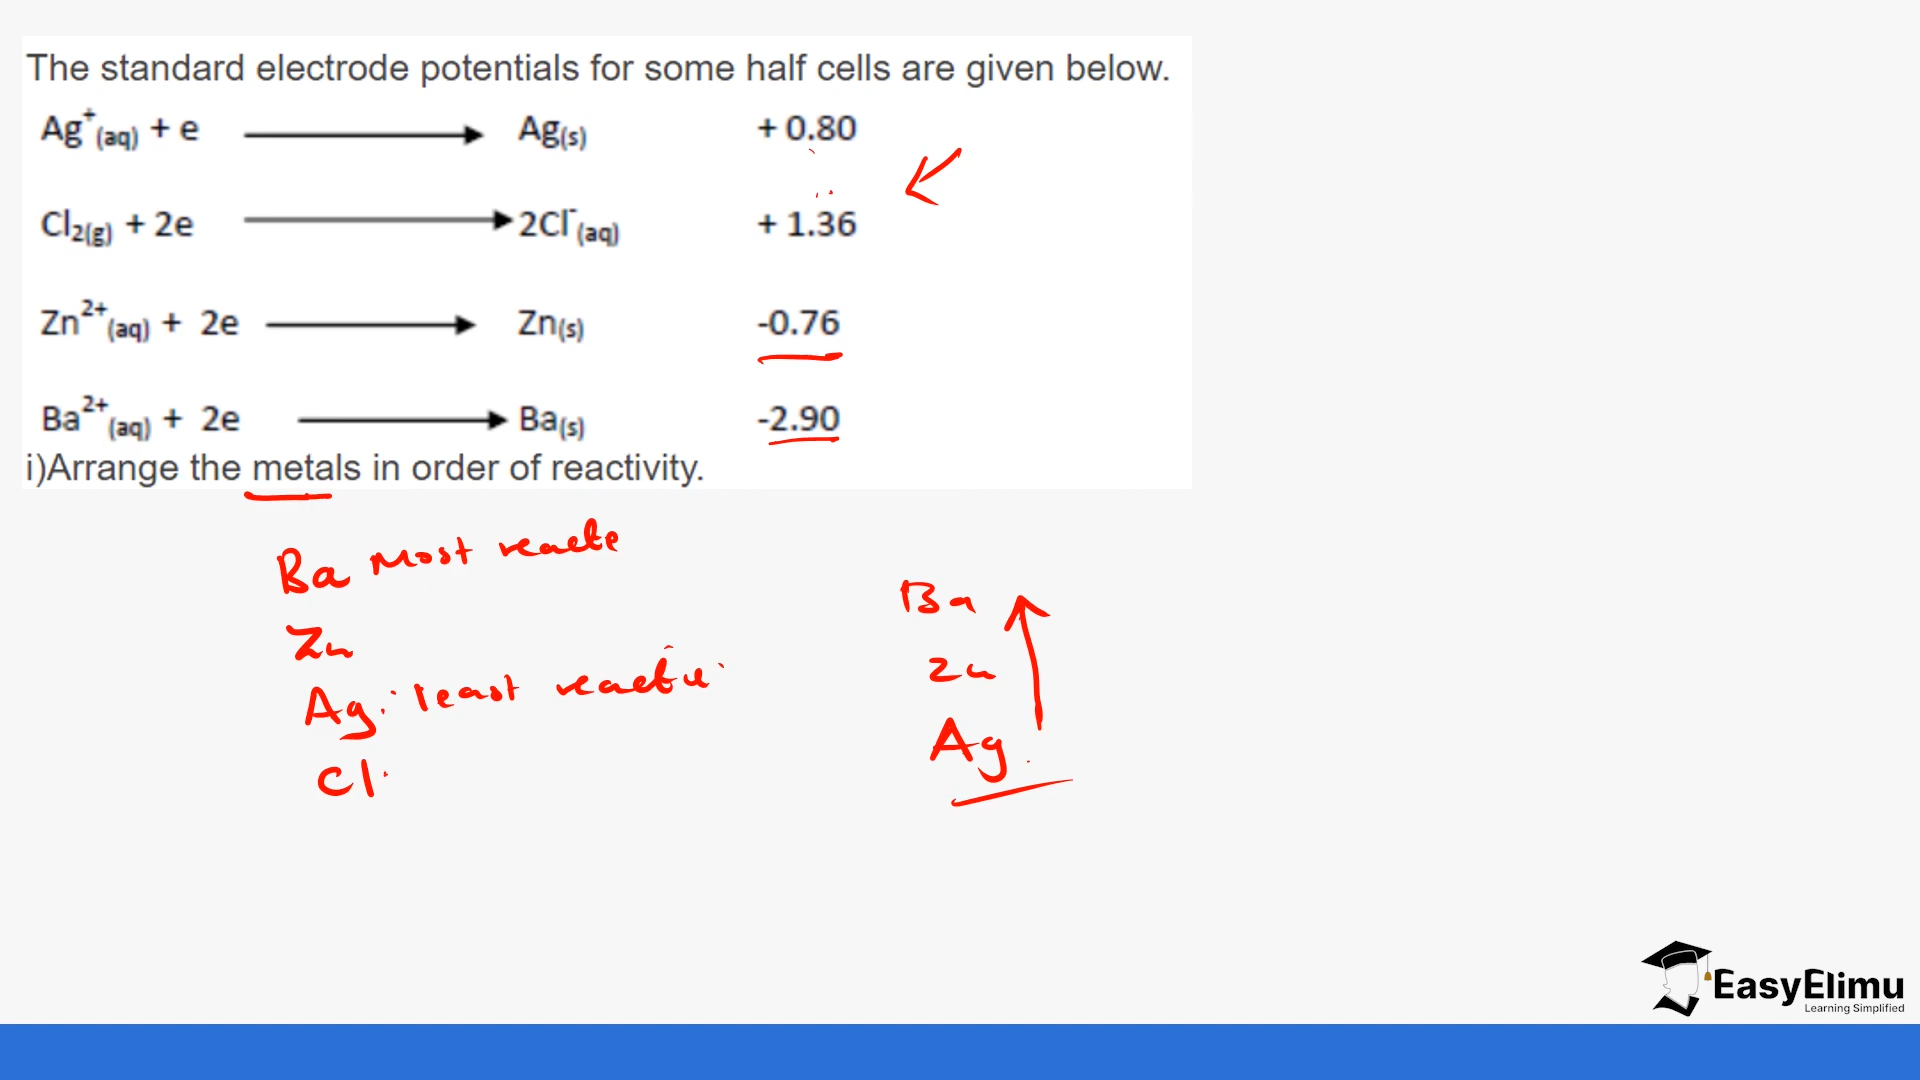 The standard electrode potentials for some half cells are given below.
Ag⁺(aq) + e ⟶ Ag(s) + 0.80
Cl₂(g) + 2e ⟶ 2Cl⁻(aq) + 1.36
Zn²⁺(aq) + 2e ⟶ Zn(s) -0.76
Ba²⁺(aq) + 2e ⟶ Ba(s) -2.90
i)Arrange the metals in order of reactivity.
Ba most
Zn
Ag: least
Cl
Ba
Zn
Ag
EasyElimu
Learning Simplified